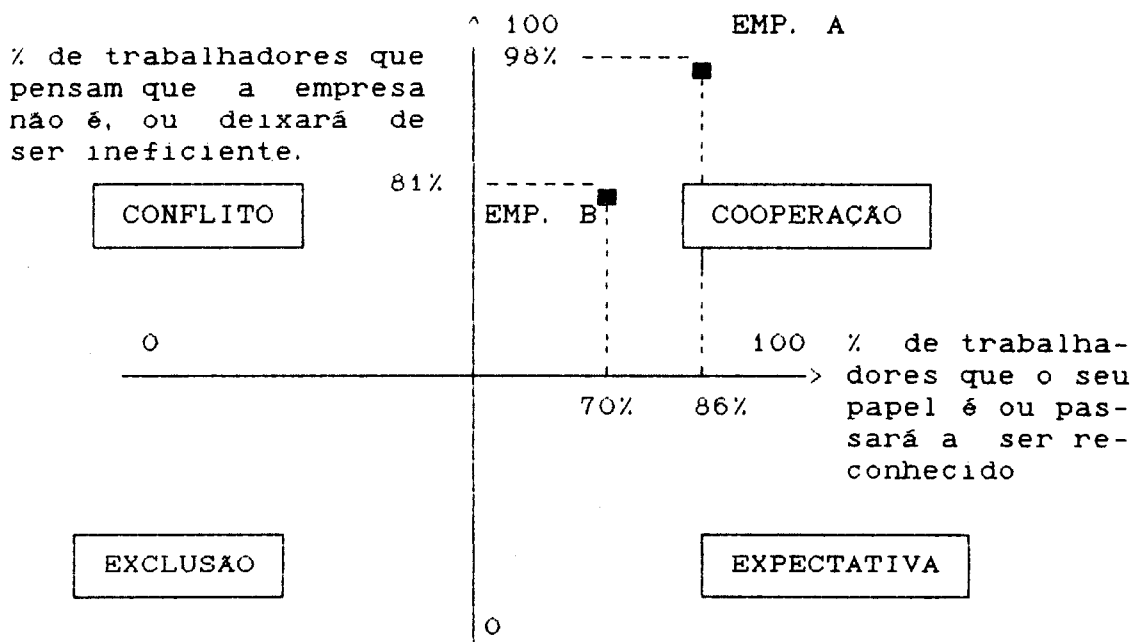 100
EMP. A
% de trabalhadores que
pensam que a empresa
não é, ou deixará de
ser ineficiente.
98%
81%
CONFLITO
EMP. B
COOPERAÇÃO
0
100
% de trabalha-
dores que o seu
papel é ou pas-
sará a ser re-
conhecido
70%
86%
EXCLUSÃO
EXPECTATIVA
0